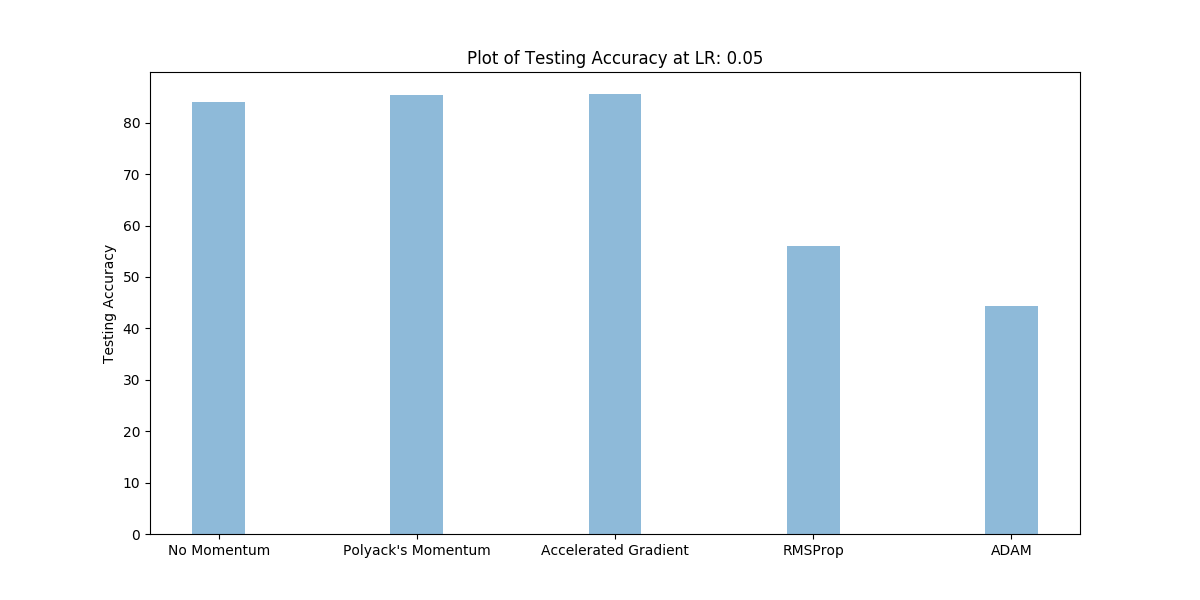 Plot of Testing Accuracy at LR: 0.05
Testing Accuracy
80
70
60
50
40
30
20
10
0
No Momentum
Polyack's Momentum
Accelerated Gradient
RMSProp
ADAM